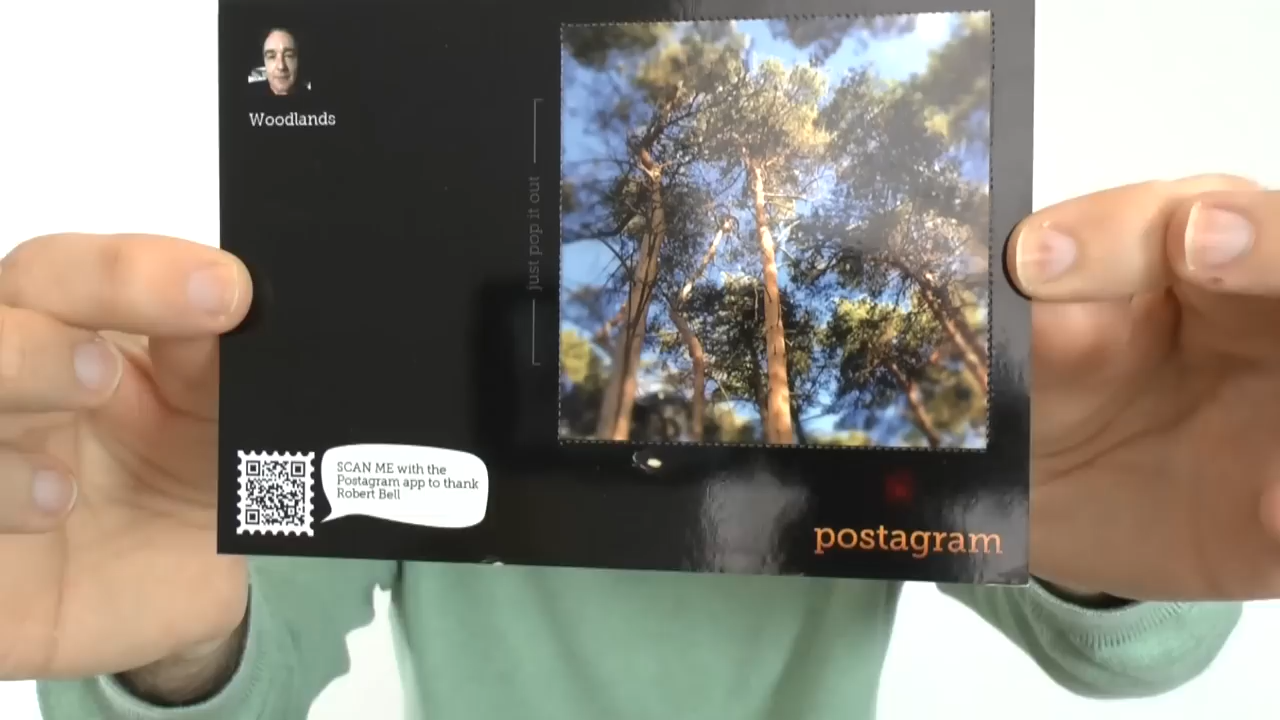 Woodlands
just pop it out
SCAN ME with the
Postagram app to thank
Robert Bell
postagram